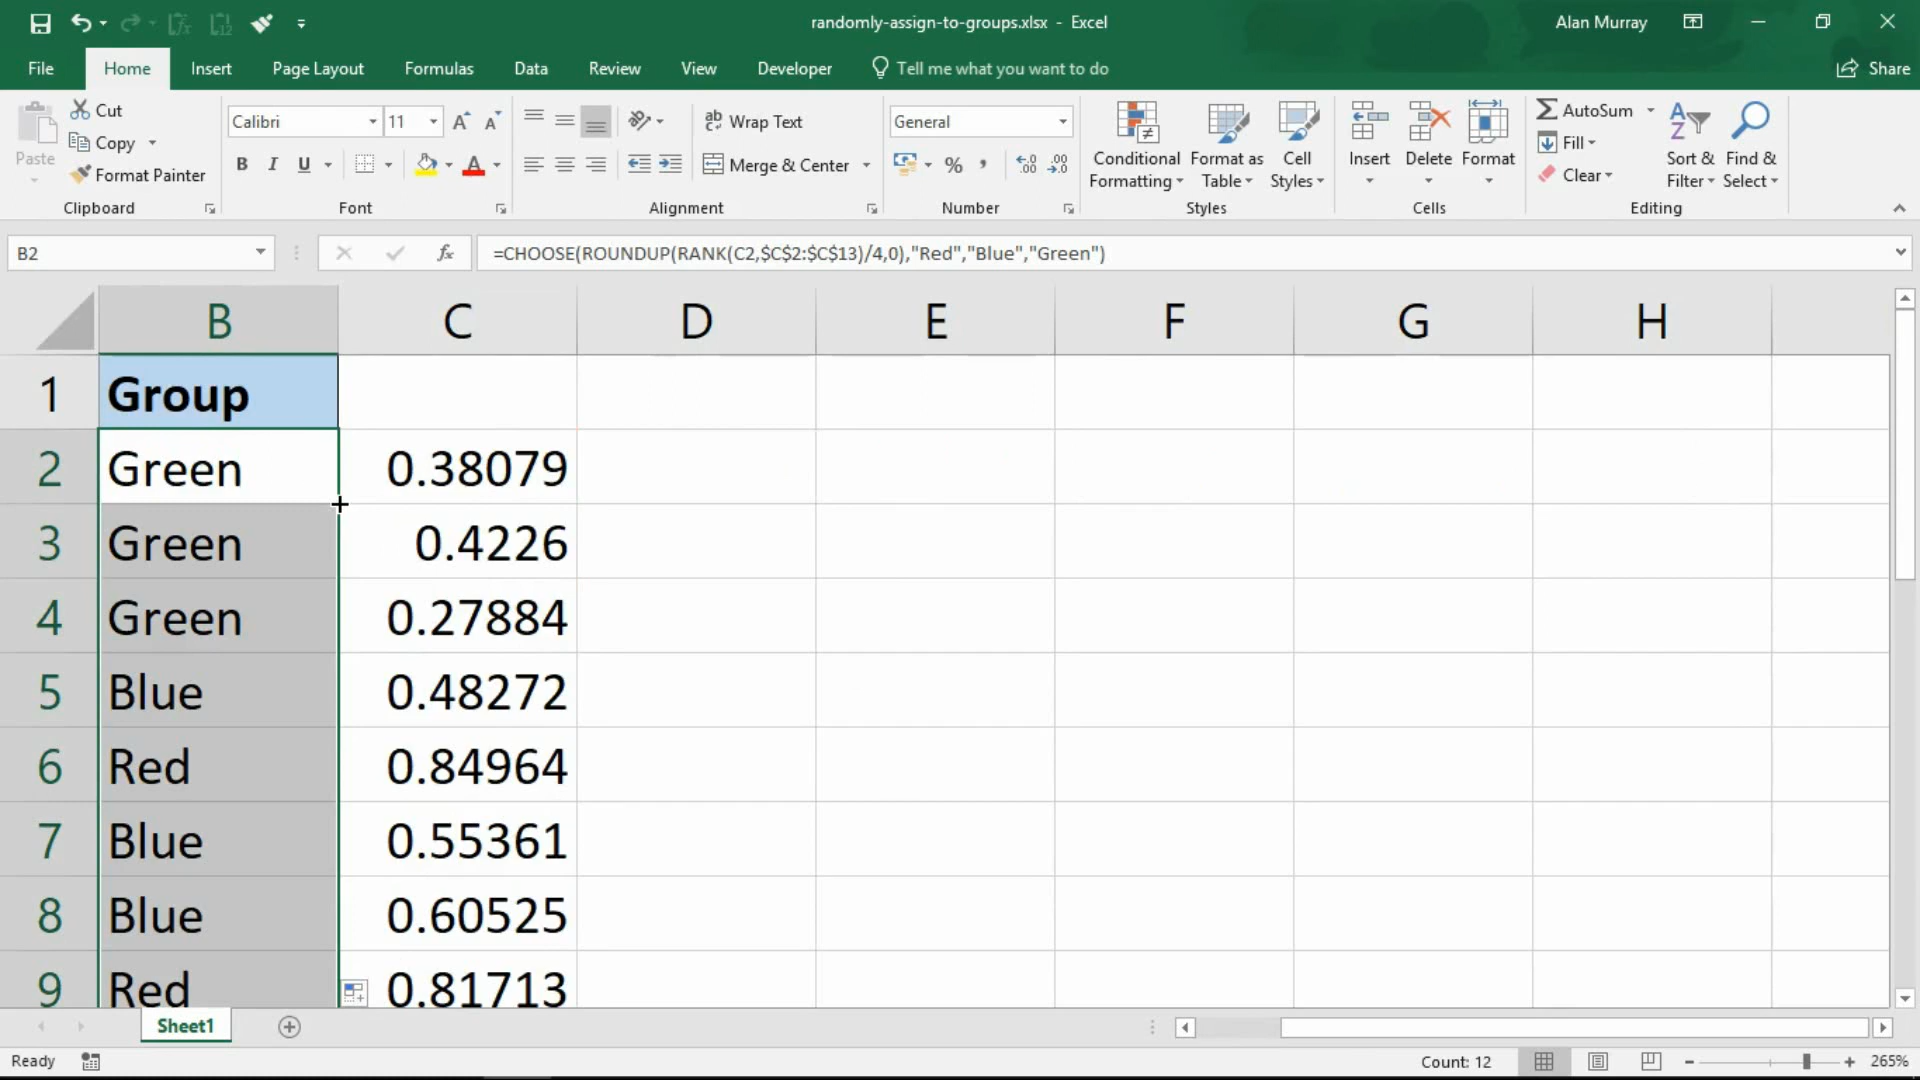 randomly-assign-to-groups.xlsx - Excel
Alan Murray
File Home Insert Page Layout Formulas Data Review View Developer Tell me what you want to do Share
Paste
Cut
Copy
Format Painter
Clipboard
Calibri 11
B I U
Font
Wrap Text
Merge & Center
Alignment
General
%
Number
Conditional Formatting
Format as Table
Cell Styles
Styles
Insert
Delete
Format
Cells
AutoSum
Fill
Clear
Sort & Filter
Find & Select
Editing
B2 fx =CHOOSE(ROUNDUP(RANK(C2,$C$2:$C$13)/4,0),"Red","Blue","Green")
B C D E F G H
1 Group
2 Green 0.38079
3 Green 0.4226
4 Green 0.27884
5 Blue 0.48272
6 Red 0.84964
7 Blue 0.55361
8 Blue 0.60525
9 Red 0.81713
Sheet1
Ready Count: 12 265%